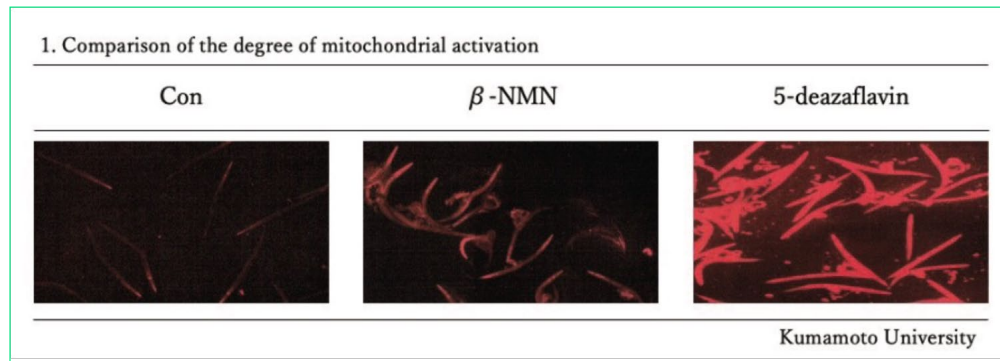 1. Comparison of the degree of mitochondrial activation
Con β-NMN 5-deazaflavin
Kumamoto University